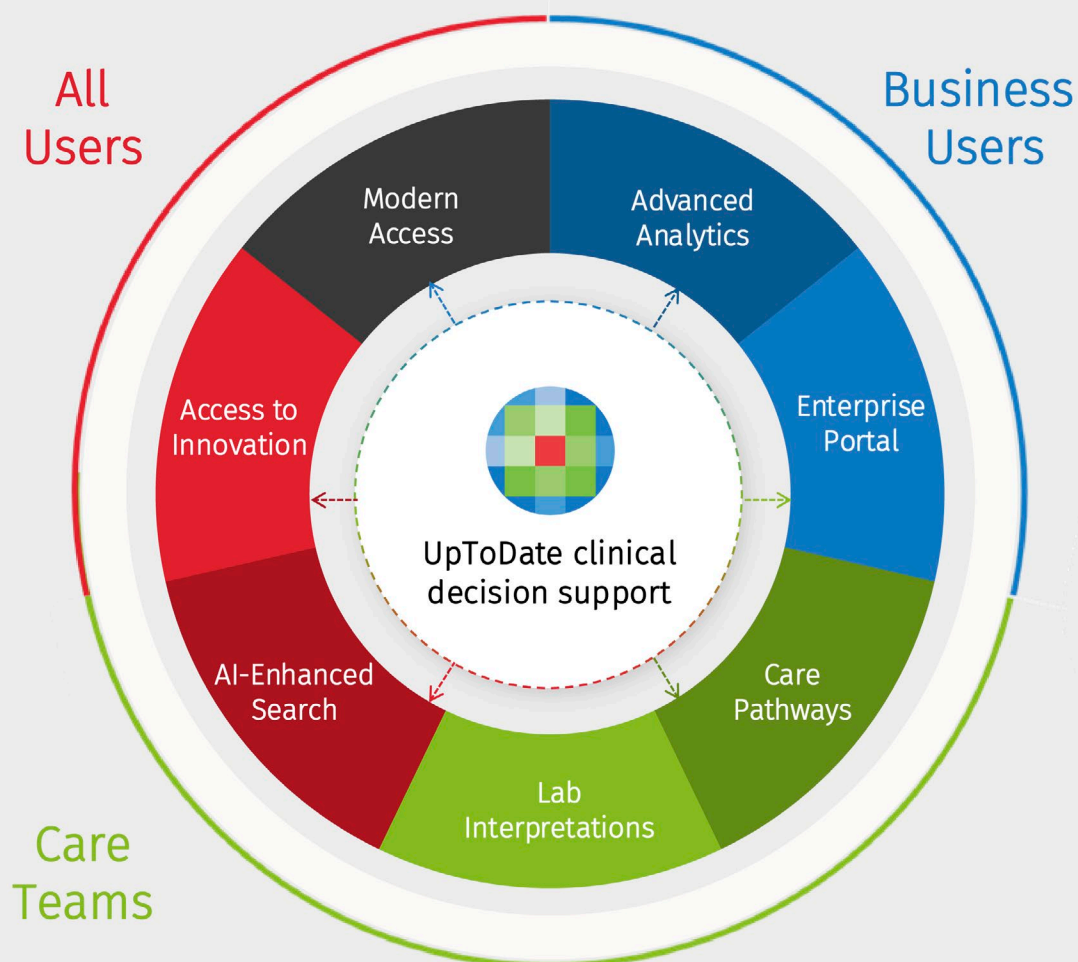 All
Users
Business
Users
Modern
Access
Advanced
Analytics
Access to
Innovation
Enterprise
Portal
UpToDate clinical
decision support
AI-Enhanced
Search
Care
Pathways
Lab
Interpretations
Care
Teams